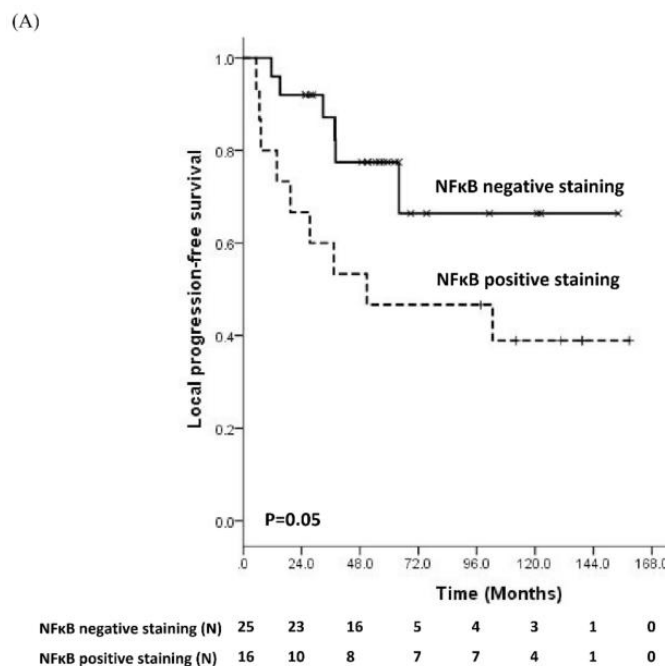 (A)
1.0
0.8
0.6
0.4
0.2
0.0
Local progression-free survival
NFκB negative staining
NFκB positive staining
P=0.05
.0 24.0 48.0 72.0 96.0 120.0 144.0 168.0
Time (Months)
NFκB negative staining (N) 25 23 16 5 4 3 1 0
NFκB positive staining (N) 16 10 8 7 7 4 1 0